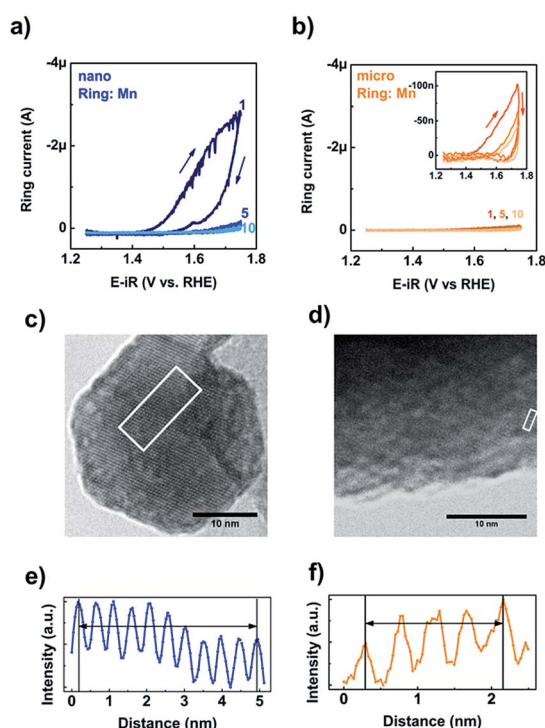 a)
-4µ
nano
Ring: Mn
1
-2µ
5
10
0
Ring current (A)
1.2 1.4 1.6 1.8
E-iR (V vs. RHE)
b)
-4µ
micro
Ring: Mn
-100n
-50n
0
1.2 1.4 1.6 1.8
-2µ
1, 5, 10
0
Ring current (A)
1.2 1.4 1.6 1.8
E-iR (V vs RHE)
c)
10 nm
d)
10 nm
e)
Intensity (a.u.)
0 1 2 3 4 5
Distance (nm)
f)
Intensity (a.u.)
0 1 2
Distance (nm)